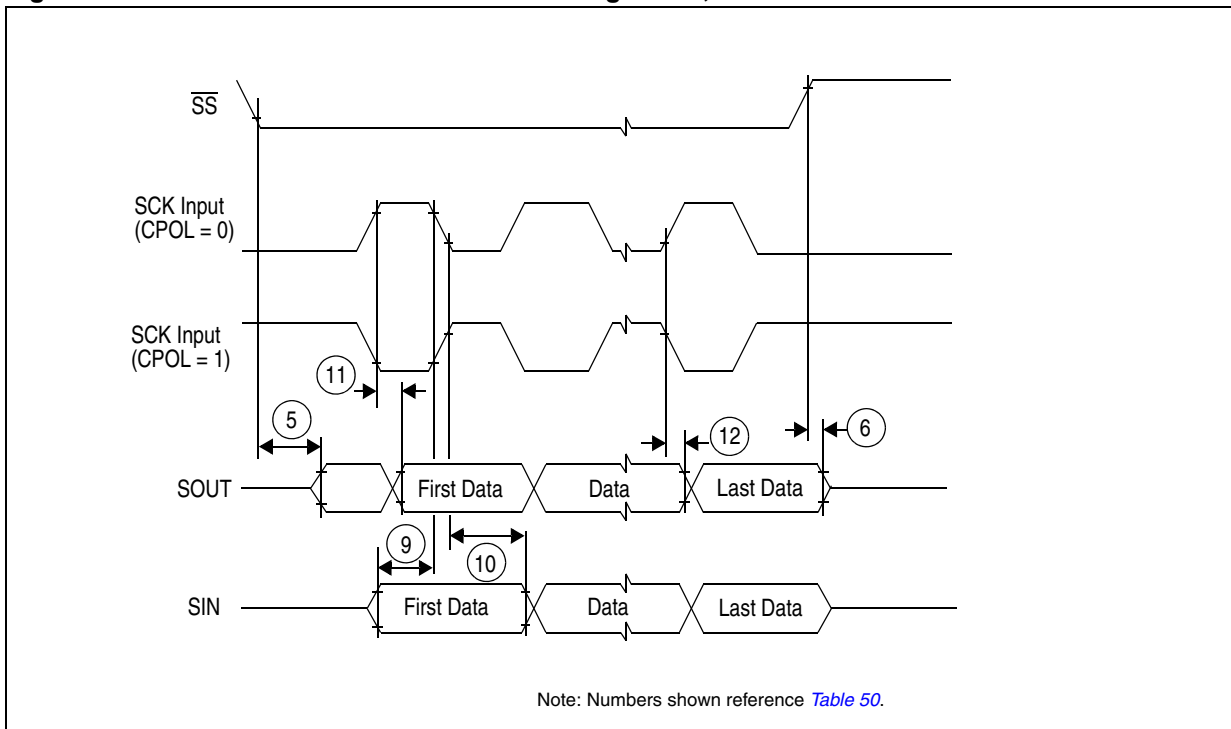 SS
SCK Input
(CPOL = 0)
SCK Input
(CPOL = 1)
11
5
12
6
SOUT
First Data
Data
Last Data
9
10
SIN
First Data
Data
Last Data
Note: Numbers shown reference Table 50.